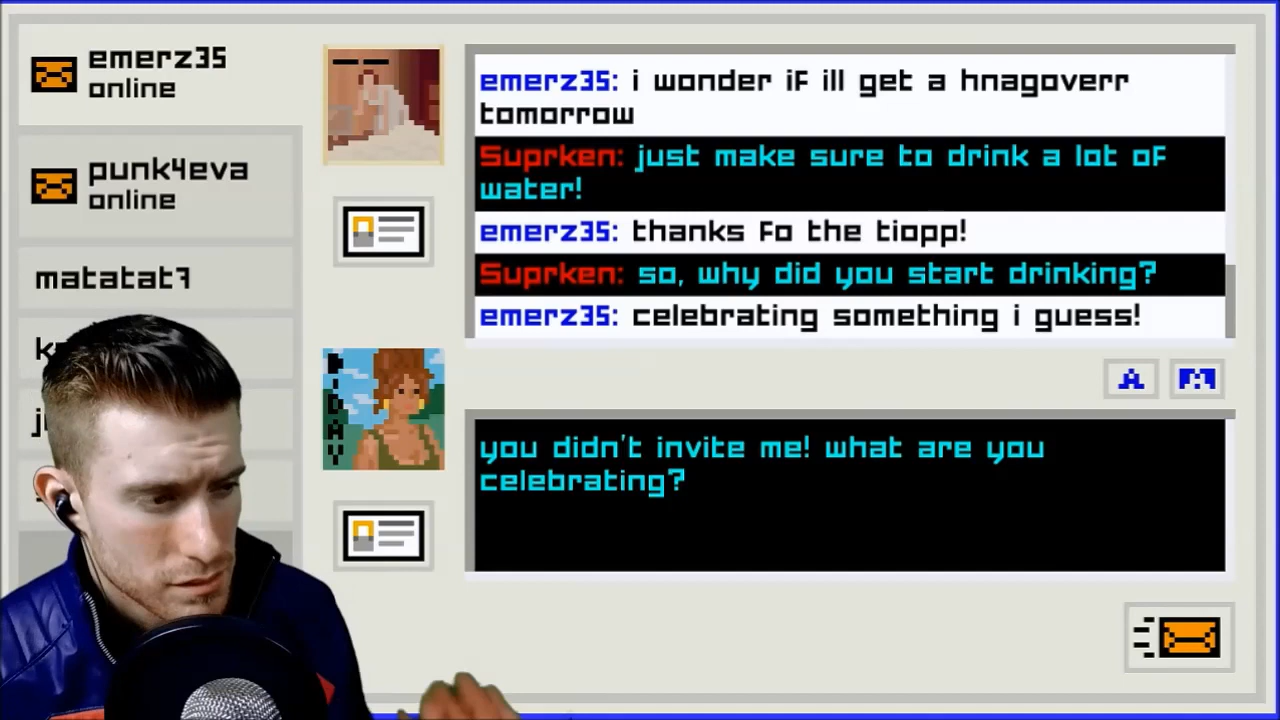 emerz35
online
punk4eva
online
matatat7
emerz35: i wonder if ill get a hnagoverr
tomorrow
Suprken: just make sure to drink a lot of
water!
emerz35: thanks fo the tiopp!
Suprken: so, why did you start drinking?
emerz35: celebrating something i guess!
A
you didn't invite me! what are you
celebrating?